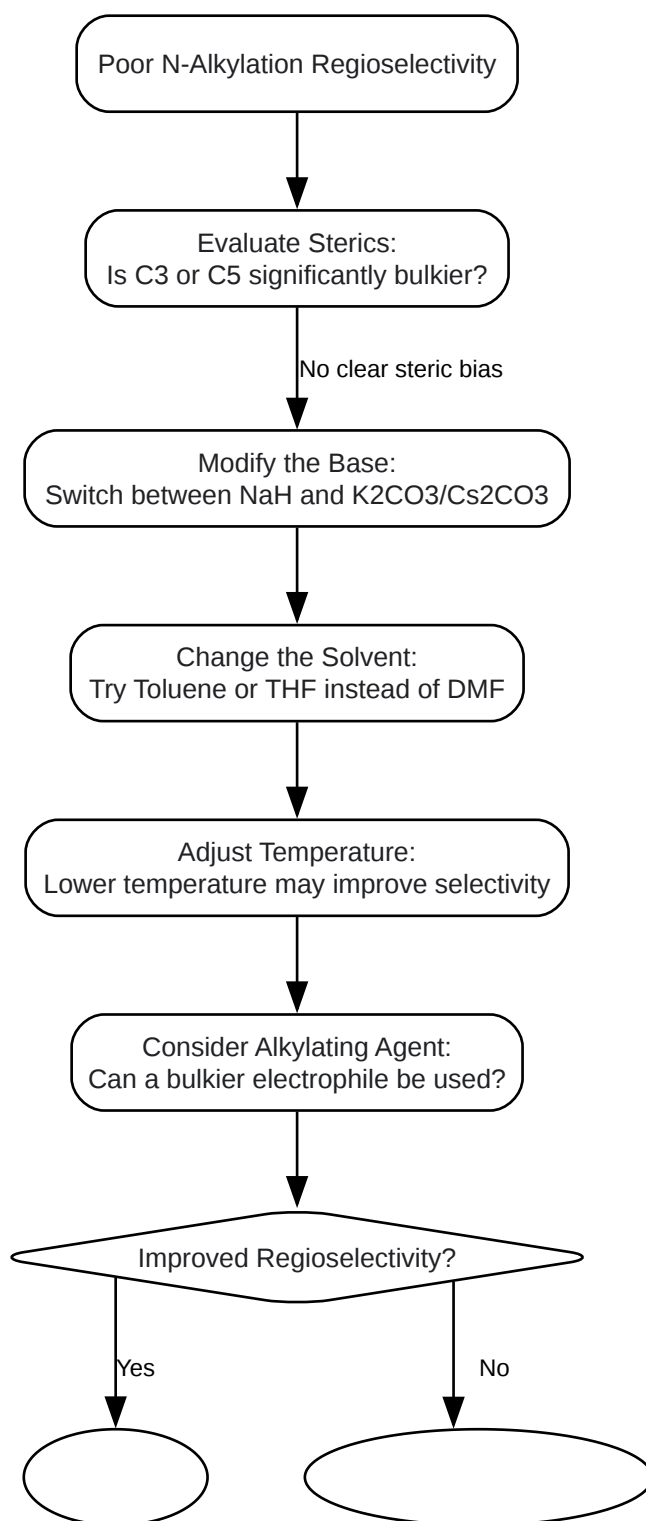 Poor N-Alkylation Regioselectivity
Evaluate Sterics:
Is C3 or C5 significantly bulkier?
No clear steric bias
Modify the Base:
Switch between NaH and K2CO3/Cs2CO3
Change the Solvent:
Try Toluene or THF instead of DMF
Adjust Temperature:
Lower temperature may improve selectivity
Consider Alkylating Agent:
Can a bulkier electrophile be used?
Improved Regioselectivity?
Yes
No